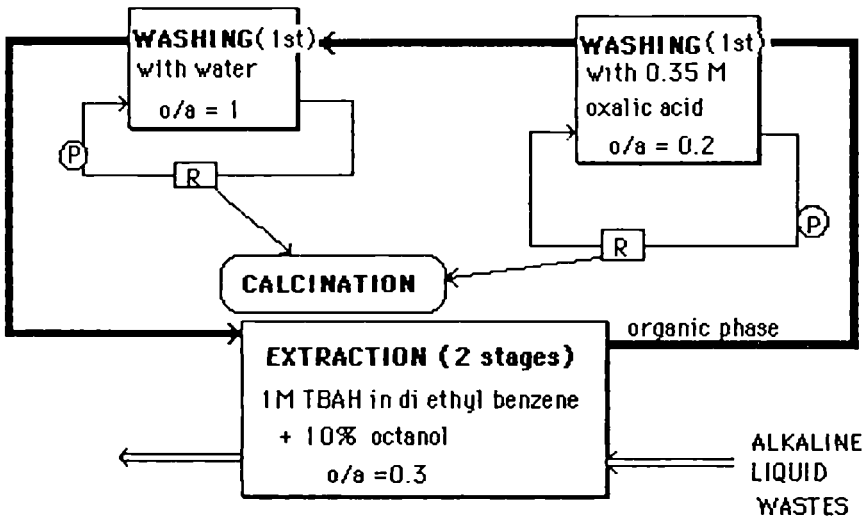 WASHING(1st)
with water
o/a = 1
P
R
WASHING(1st)
with 0.35 M
oxalic acid
o/a = 0.2
P
R
CALCINATION
organic phase
EXTRACTION (2 stages)
1M TBAH in di ethyl benzene
+ 10% octanol
o/a =0.3
ALKALINE
LIQUID
WASTES